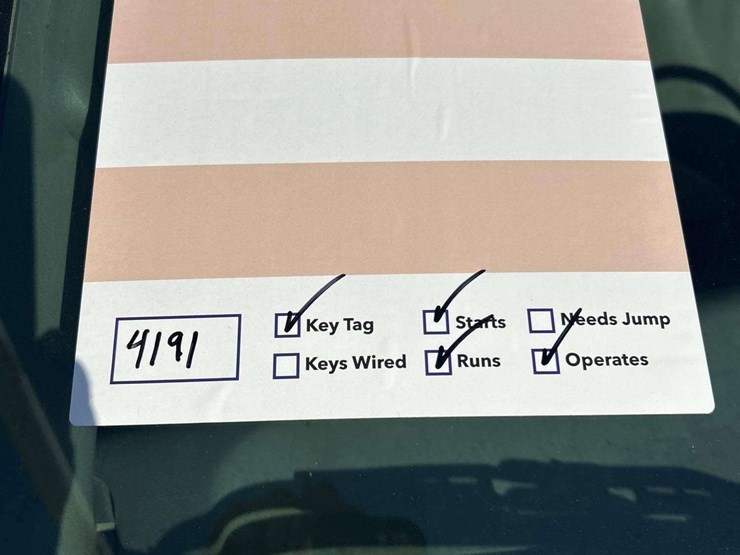 4191
Key Tag Starts Needs Jump
Keys Wired Runs Operates